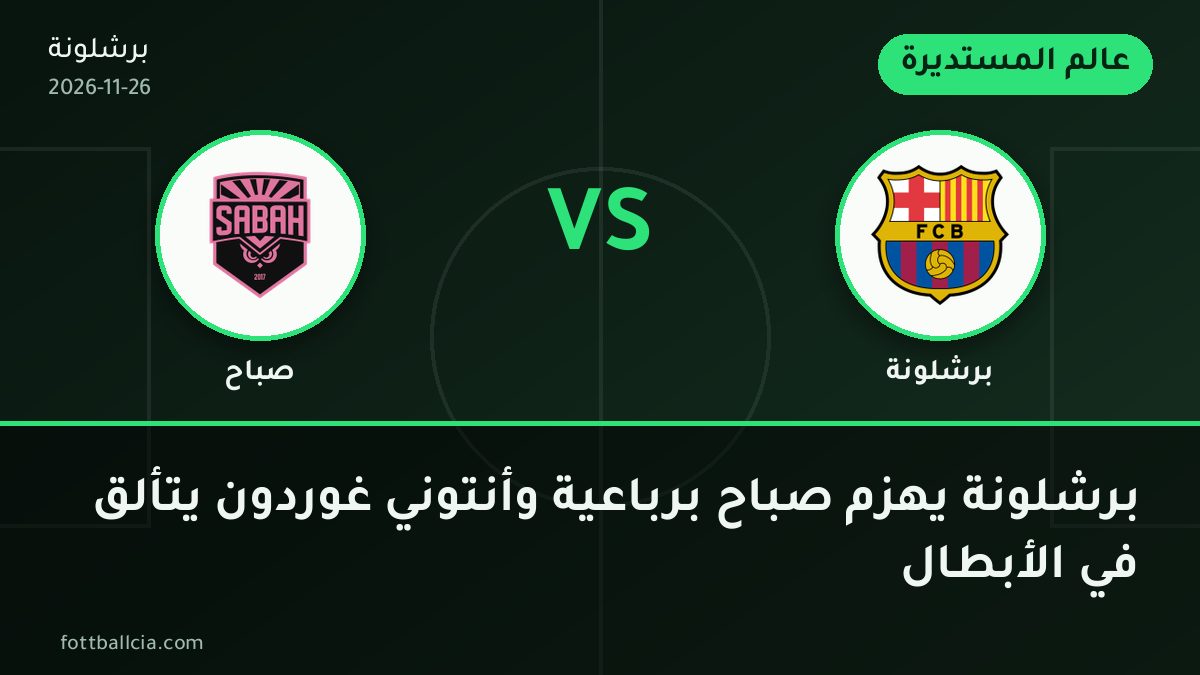 عالم المستديرة
برشلونة
2026-11-26
VS
SABAH
2017
FCB
صباح
برشلونة
برشلونة يهزم صباح برباعية وأنتوني غوردون يتألق
في الأبطال
fottballcia.com